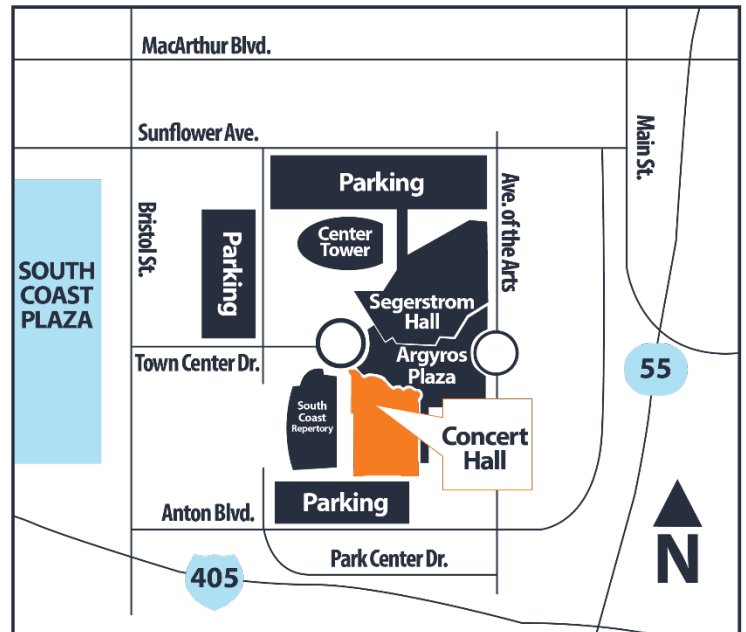 MacArthur Blvd.
Sunflower Ave.
Main St.
Parking
Ave. of the Arts
Bristol St.
Parking
Center
Tower
SOUTH
COAST
PLAZA
Segerstrom
Hall
Town Center Dr.
Argyros
Plaza
55
South
Coast
Repertory
Concert
Hall
Parking
Anton Blvd.
Park Center Dr.
405
N